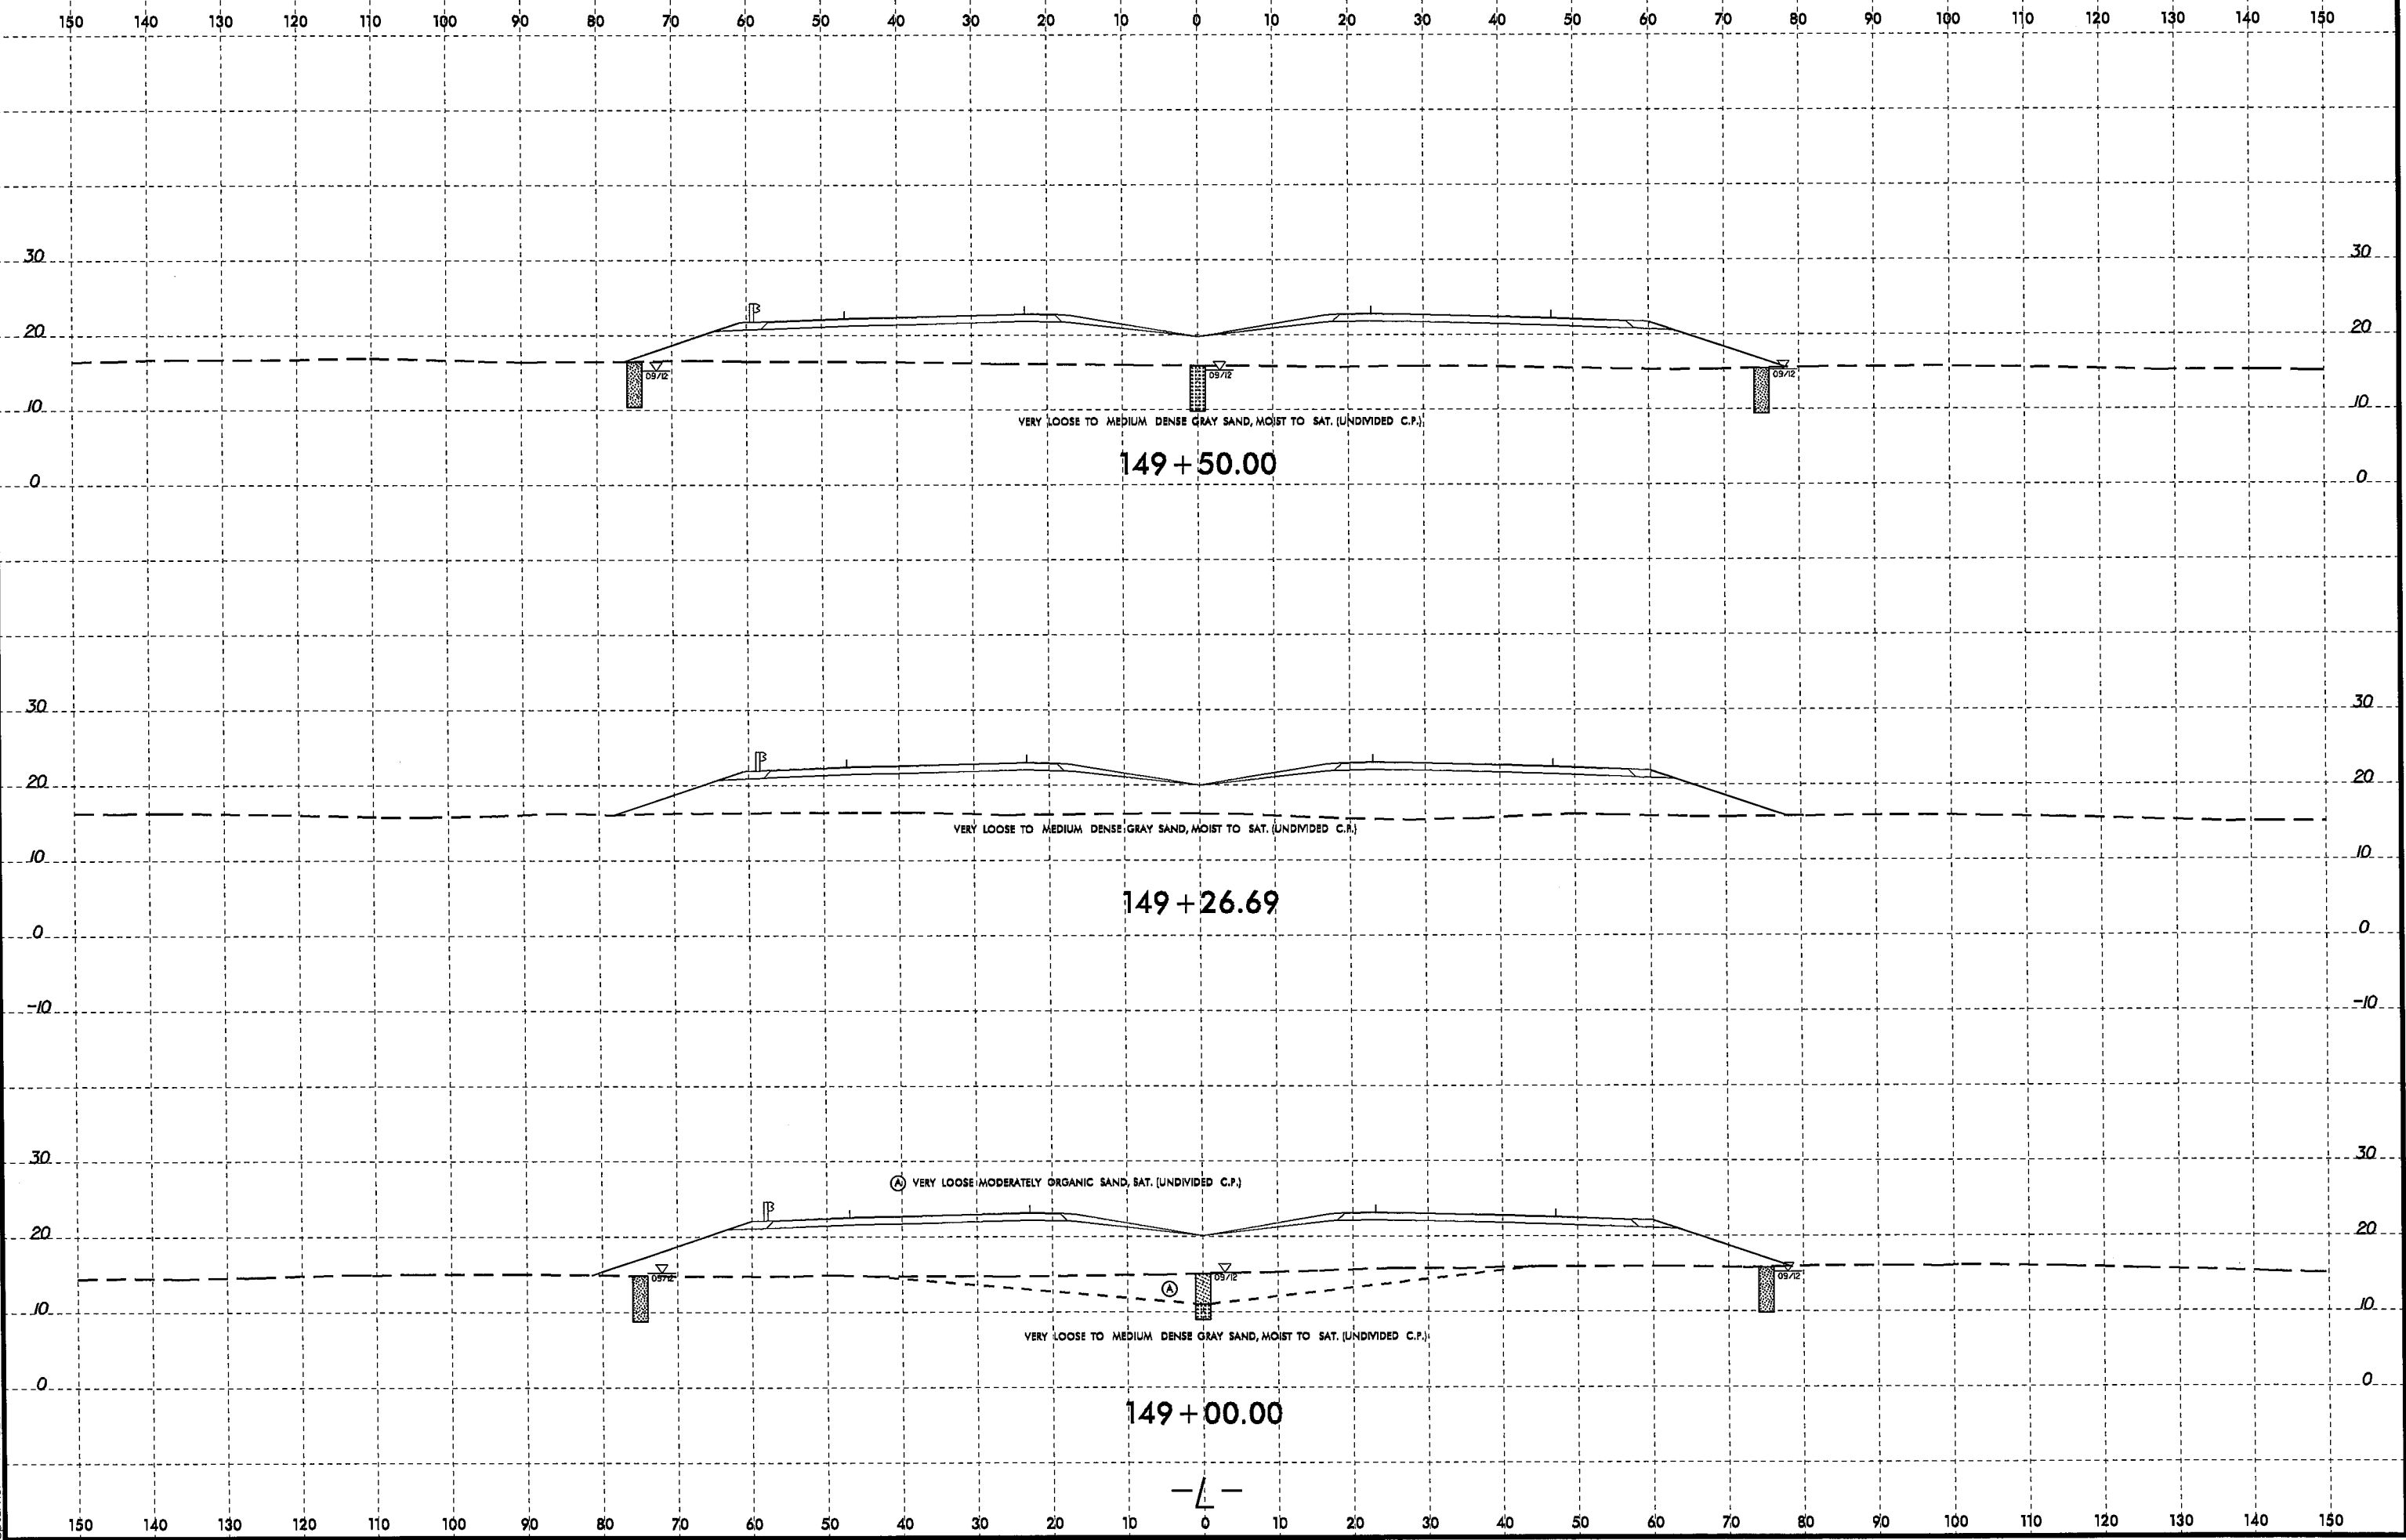 150 140 130 120 110 100 90 80 70 60 50 40 30 20 10 0 10 20 30 40 50 60 70 80 90 100 110 120 130 140 150
30 30
20 20
09/12 09/12 09/12
10 10
VERY LOOSE TO MEDIUM DENSE GRAY SAND, MOIST TO SAT. (UNDIVIDED C.P.)
149+50.00
0 0
30 30
20 20
VERY LOOSE TO MEDIUM DENSE GRAY SAND, MOIST TO SAT. (UNDIVIDED C.P.)
10 10
149+26.69
0 0
-10 -10
30 30
A VERY LOOSE MODERATELY ORGANIC SAND, SAT. (UNDIVIDED C.P.)
20 20
09/12 09/12 09/12
A
10 10
VERY LOOSE TO MEDIUM DENSE GRAY SAND, MOIST TO SAT. (UNDIVIDED C.P.)
0 0
149+00.00
-L-
150 140 130 120 110 100 90 80 70 60 50 40 30 20 10 0 10 20 30 40 50 60 70 80 90 100 110 120 130 140 150